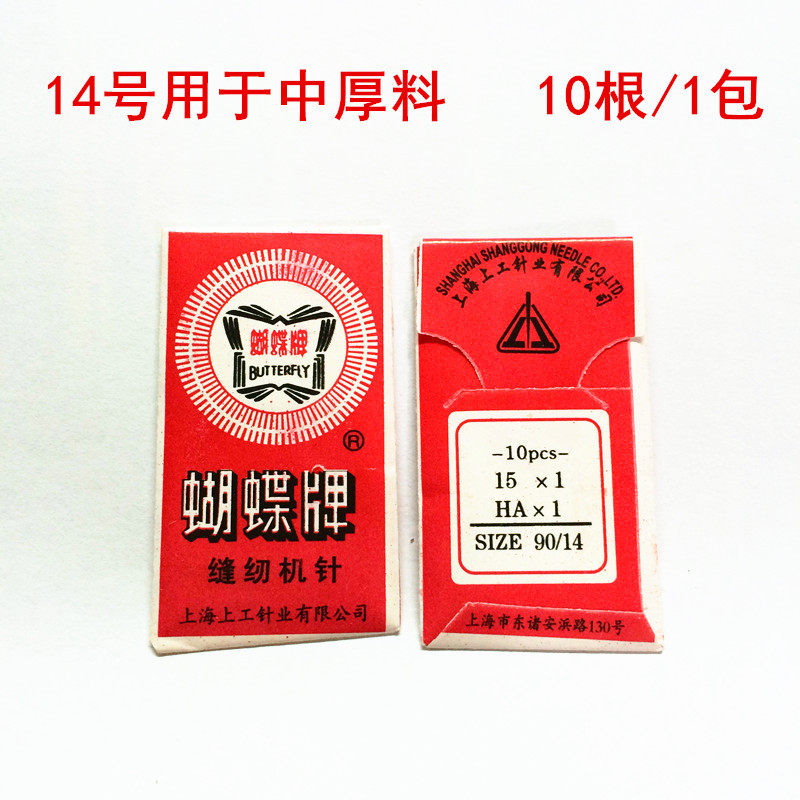 14号用于中厚料 10根/1包
蝴蝶牌
BUTTERFLY
®
蝴蝶牌
缝纫机针
上海上工针业有限公司
SHANGHAI SHANGGONG NEEDLE CO.,LTD.
上海上工针业有限公司
-10pcs-
15 × 1
HA × 1
SIZE 90/14
上海市东诸安浜路130号